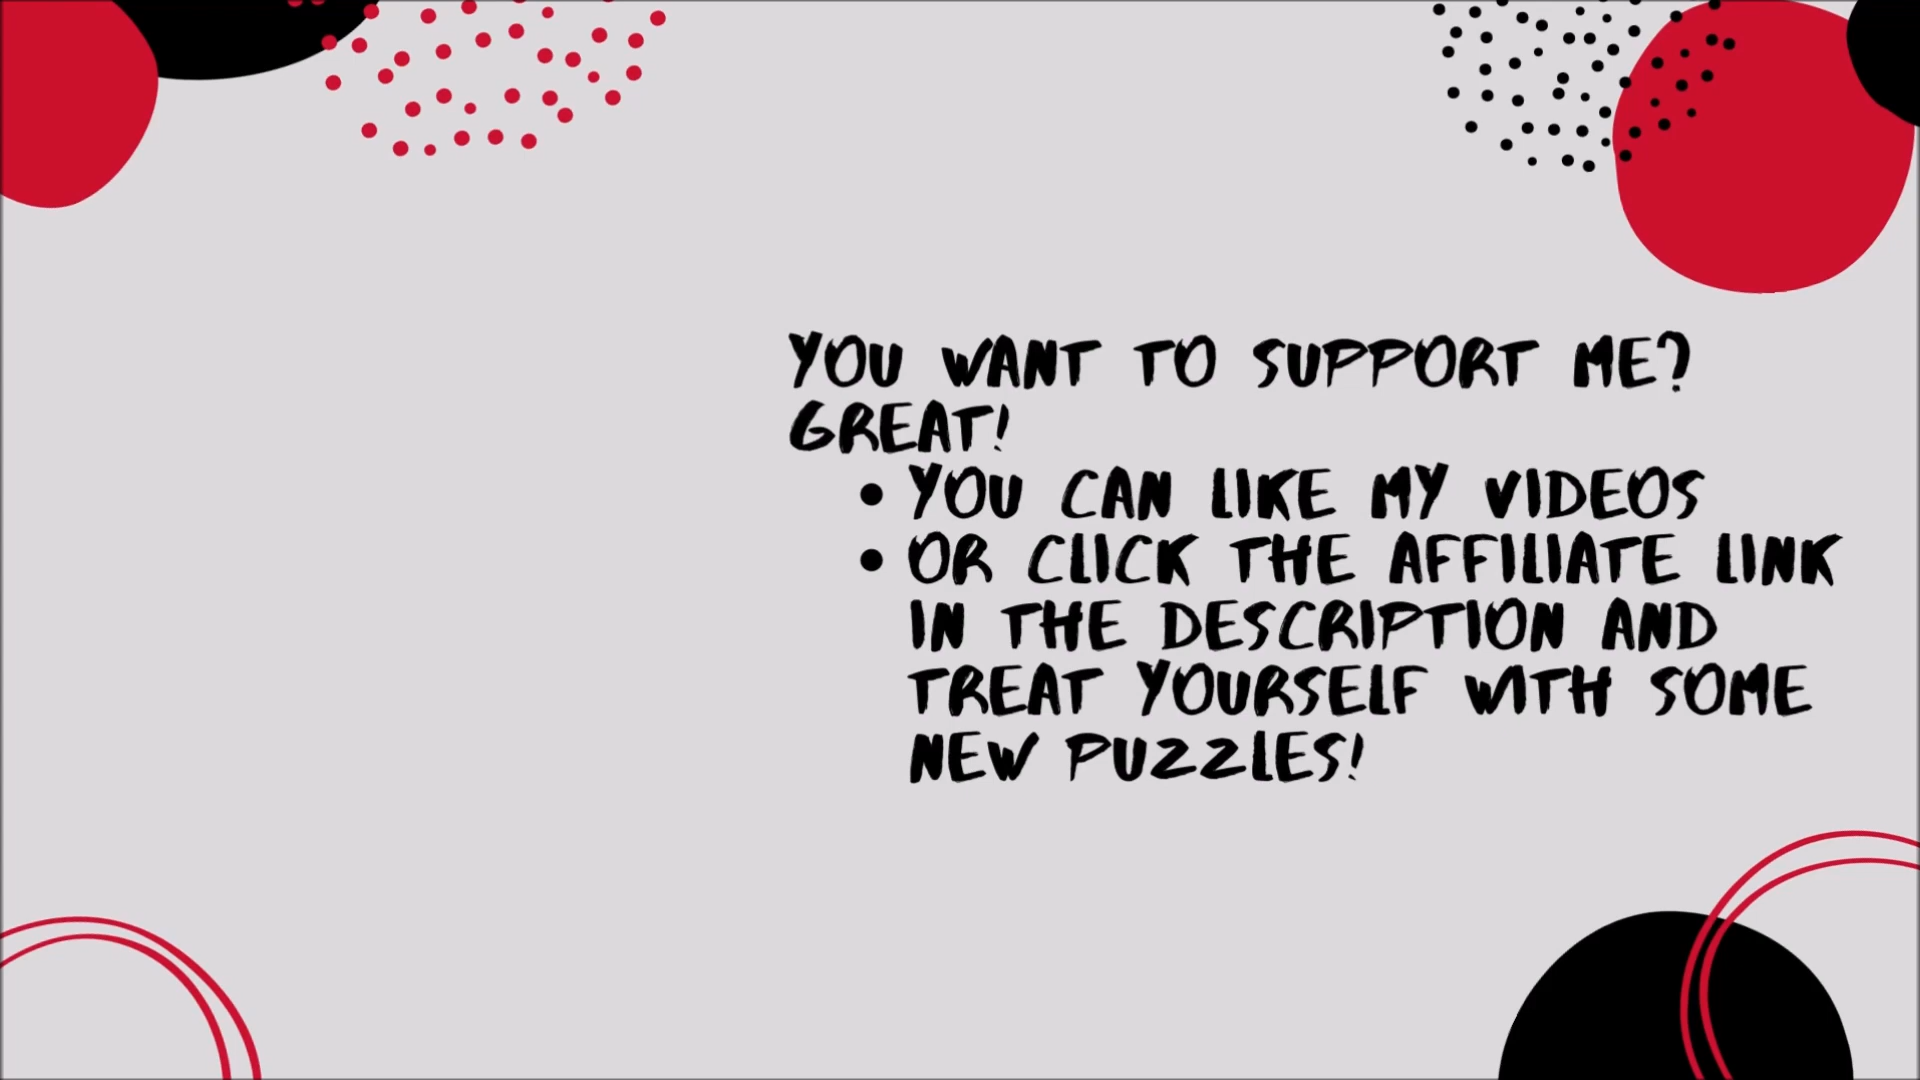 YOU WANT TO SUPPORT ME?
GREAT!
• YOU CAN LIKE MY VIDEOS
• OR CLICK THE AFFILIATE LINK
IN THE DESCRIPTION AND
TREAT YOURSELF WITH SOME
NEW PUZZLES!